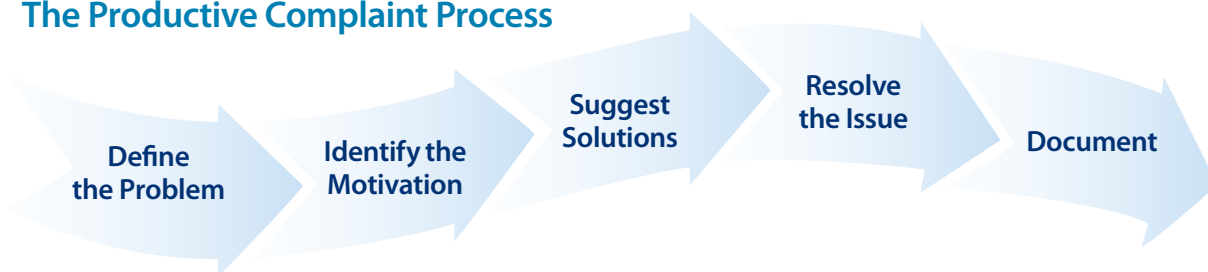 The Productive Complaint Process
Define
the Problem
Identify the
Motivation
Suggest
Solutions
Resolve
the Issue
Document